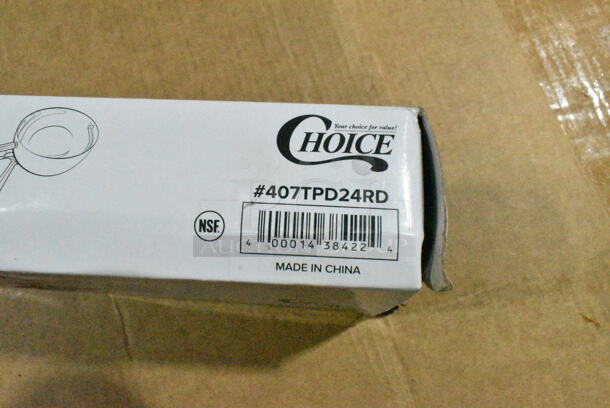 Your choice for value!
CHOICE
#407TPD24RD
NSF
4 00014 38422 4
MADE IN CHINA